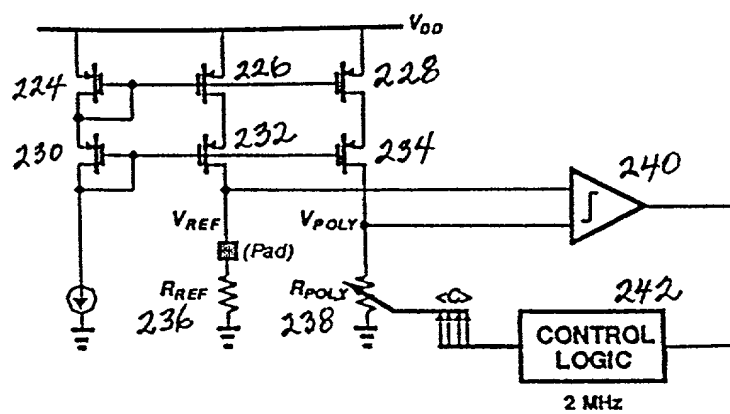 VDD
224
226
228
230
232
234
240
VREF
VPOLY
(Pad)
RREF
RPOLY
<C>
236
238
242
CONTROL
LOGIC
2 MHz